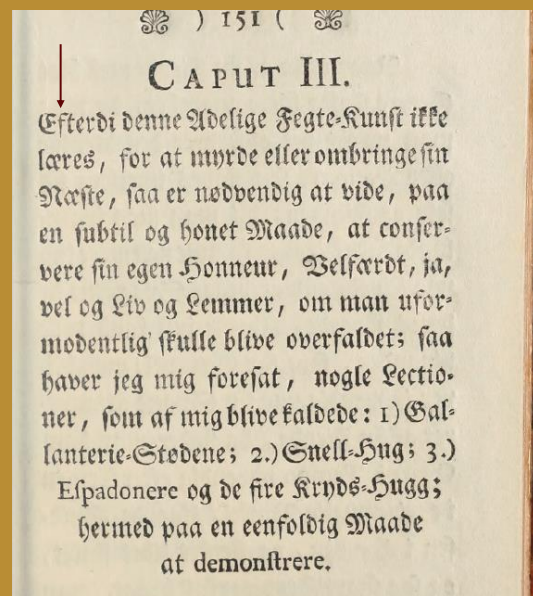 ) 151 (
CAPUT III.
Efterdi denne Adelige Fegte-Kunst ikke
læres, for at myrde eller ombringe sin
Næste, saa er nødvendig at vide, paa
en subtil og honet Maade, at conser-
vere sin egen Honneur, Velfærdt, ja,
vel og Liv og Lemmer, om man ufor-
modentlig skulle blive overfaldet; saa
haver jeg mig foresat, nogle Lectio-
ner, som af mig blive kaldede: 1) Gal-
lanterie-Stødene; 2.) Snell-Hug; 3.)
Espadonere og de fire Kryds-Hugg;
hermed paa en eenfoldig Maade
at demonstrere.